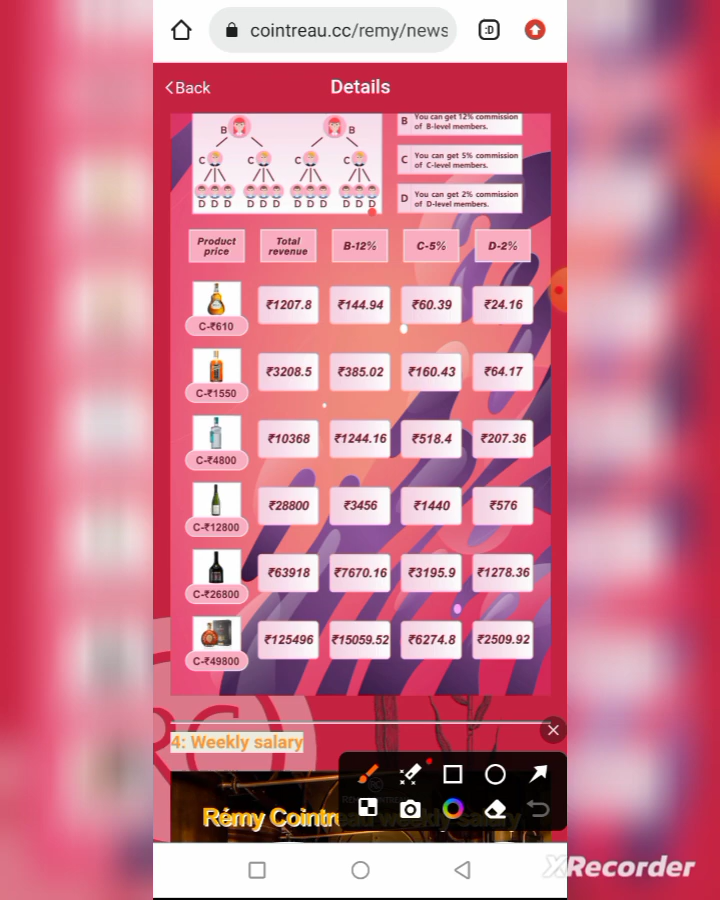 cointreau.cc/remy/news
:D
Back
Details
B
B
B You can get 12% commission
of B-level members.
C
C
C
C
C You can get 5% commission
of C-level members.
D D D
D D D
D D D
D D D
D You can get 2% commission
of D-level members.
Product
price
Total
revenue
B-12%
C-5%
D-2%
₹1207.8
₹144.94
₹60.39
₹24.16
C-₹610
₹3208.5
₹385.02
₹160.43
₹64.17
C-₹1550
₹10368
₹1244.16
₹518.4
₹207.36
C-₹4800
₹28800
₹3456
₹1440
₹576
C-₹12800
₹63918
₹7670.16
₹3195.9
₹1278.36
C-₹26800
₹125496
₹15059.52
₹6274.8
₹2509.92
C-₹49800
4: Weekly salary
Rémy Cointreau weekly salary
XRecorder